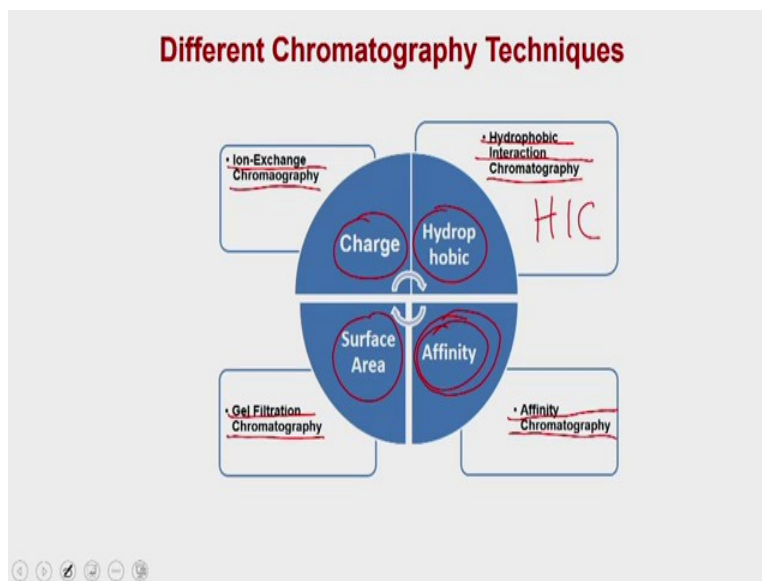 Different Chromatography Techniques
• Ion-Exchange
Chromaography
• Hydrophobic
Interaction
Chromatography
HIC
Charge
Hydrop
hobic
Surface
Area
Affinity
• Gel Filtration
Chromatography
• Affinity
Chromatography